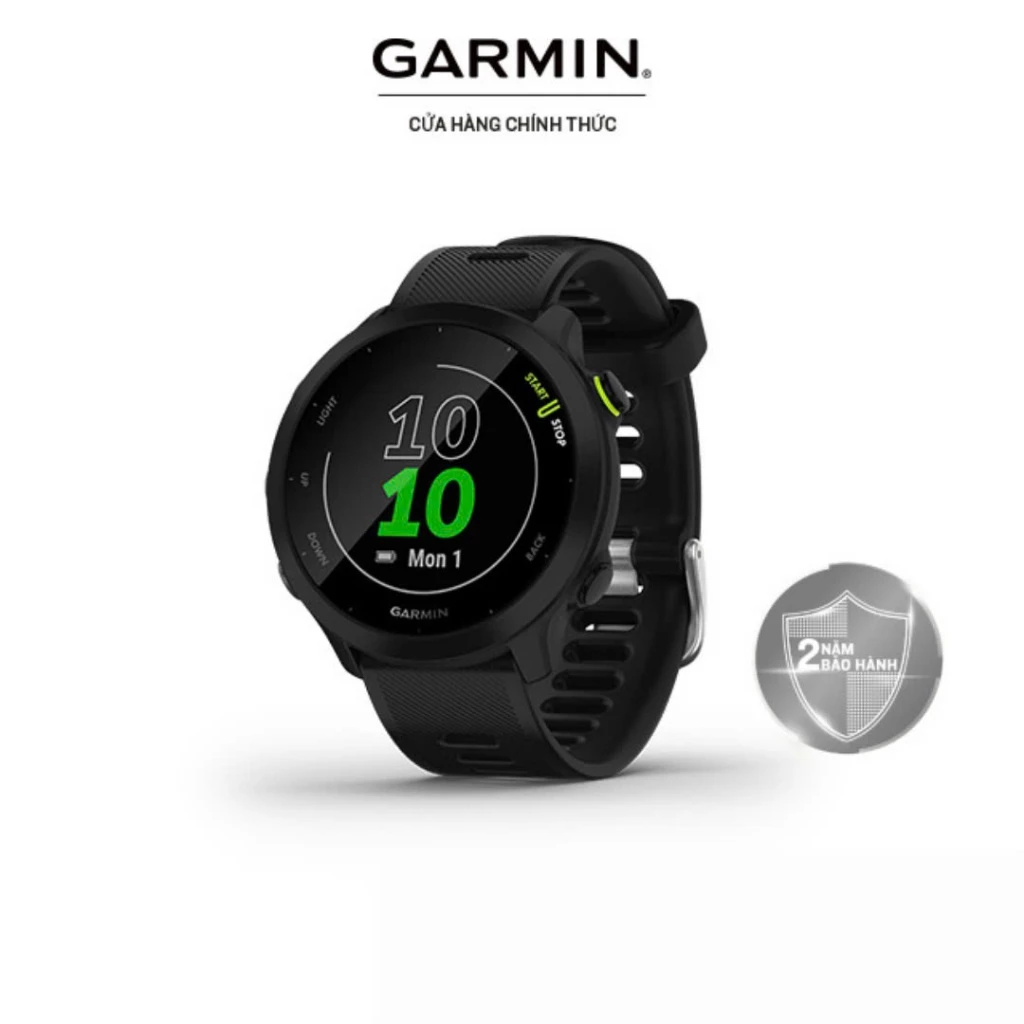 GARMIN®
CỬA HÀNG CHÍNH THỨC
LIGHT
START
STOP
UP
10
10
DOWN
BACK
Mon 1
GARMIN
2 NĂM
BẢO HÀNH